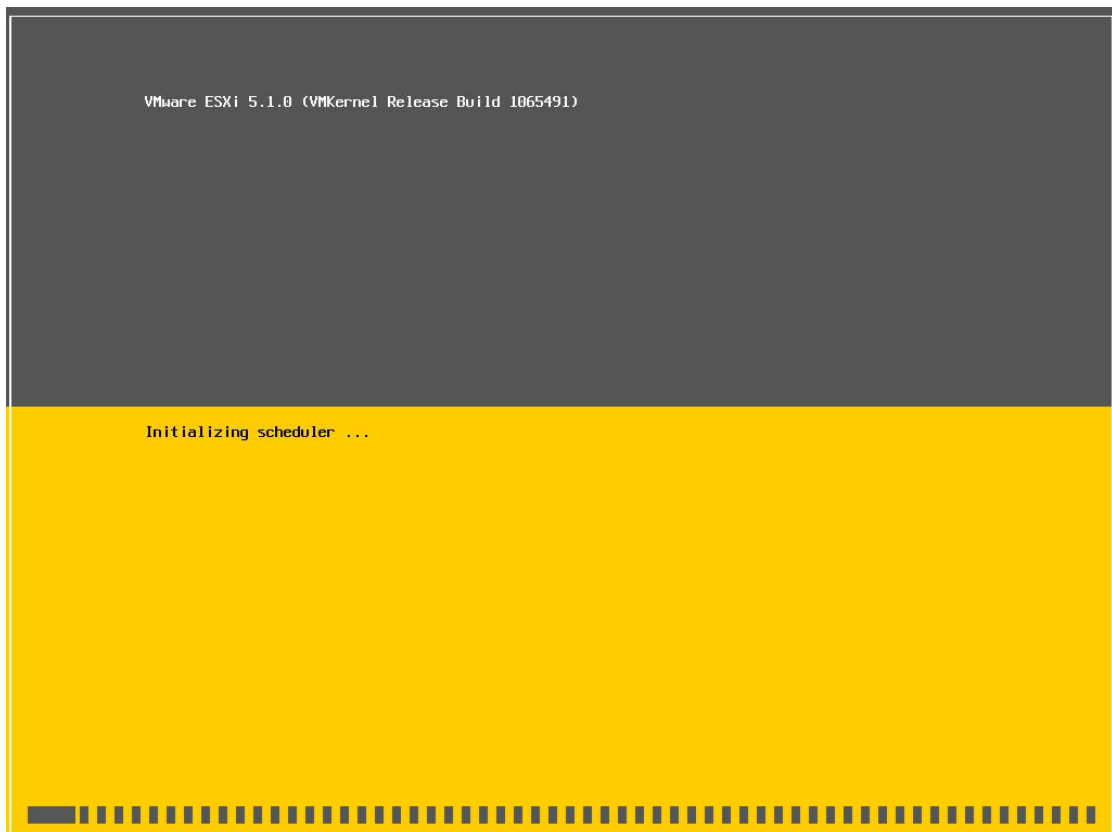 VMware ESXi 5.1.0 (VMKernel Release Build 1065491)
Initializing scheduler ...